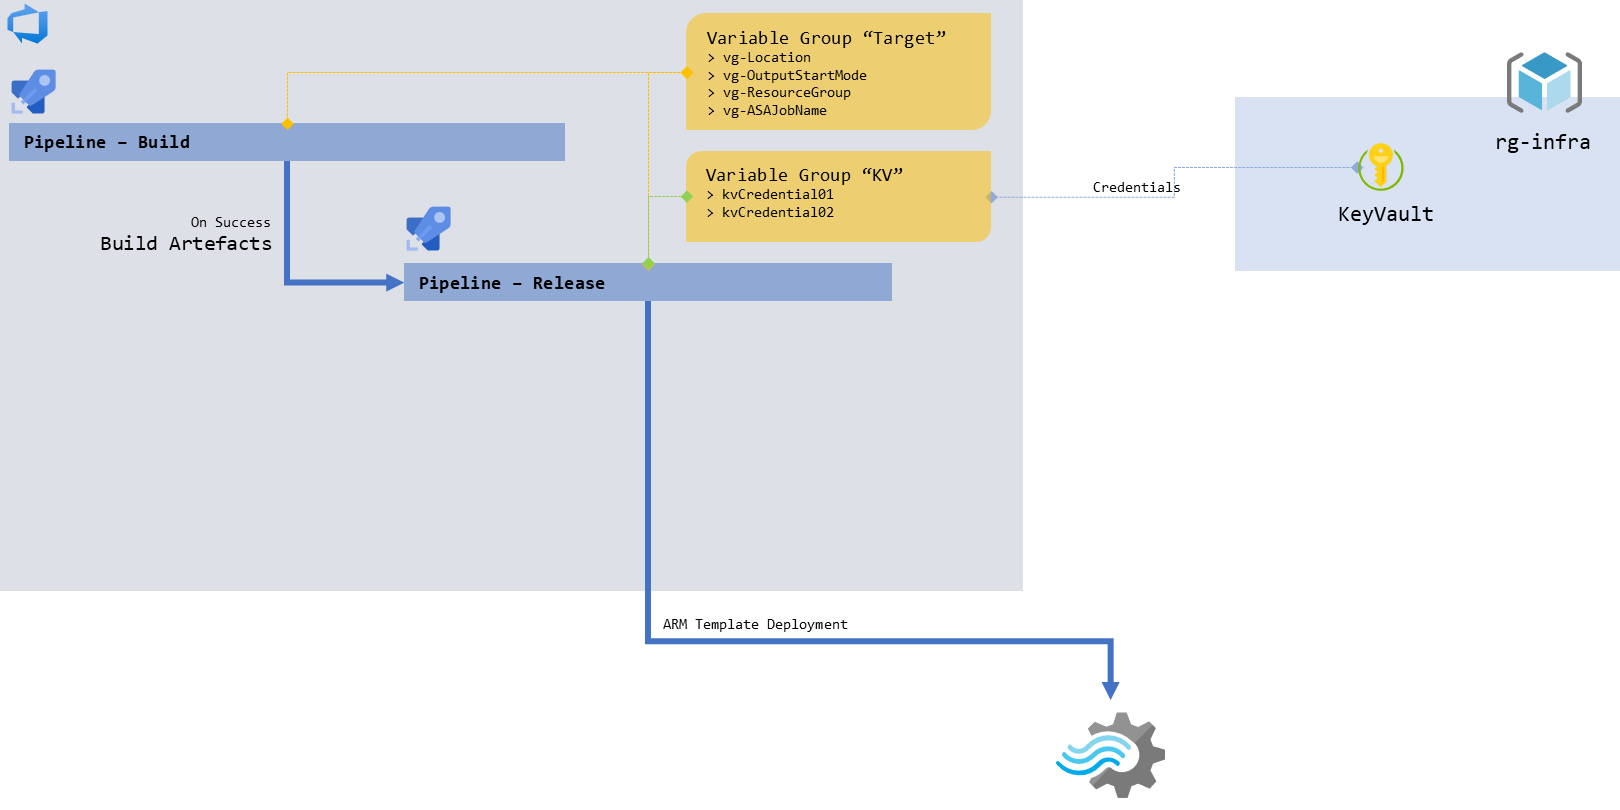 Variable Group “Target”
> vg-Location
> vg-OutputStartMode
> vg-ResourceGroup
> vg-ASAJobName
Pipeline – Build
rg-infra
Variable Group “KV”
> kvCredential01
> kvCredential02
Credentials
KeyVault
On Success
Build Artefacts
Pipeline – Release
ARM Template Deployment